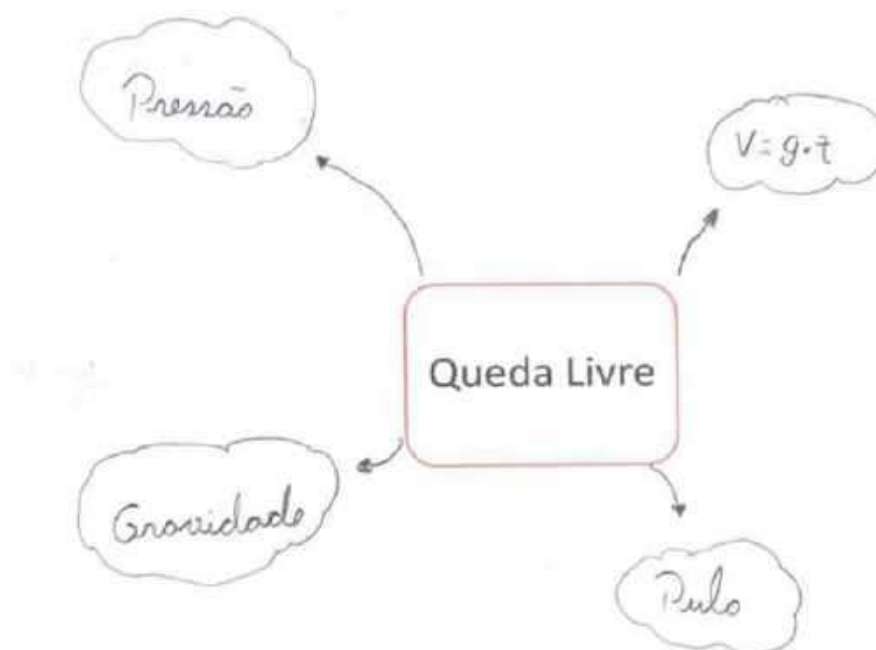 Pressão
V = g.t
Queda Livre
Gravidade
Pulo